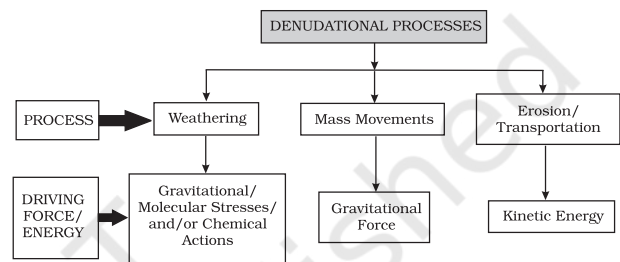 DENUDATIONAL PROCESSES
PROCESS
Weathering
Mass Movements
Erosion/
Transportation
DRIVING
FORCE/
ENERGY
Gravitational/
Molecular Stresses/
and/or Chemical
Actions
Gravitational
Force
Kinetic Energy